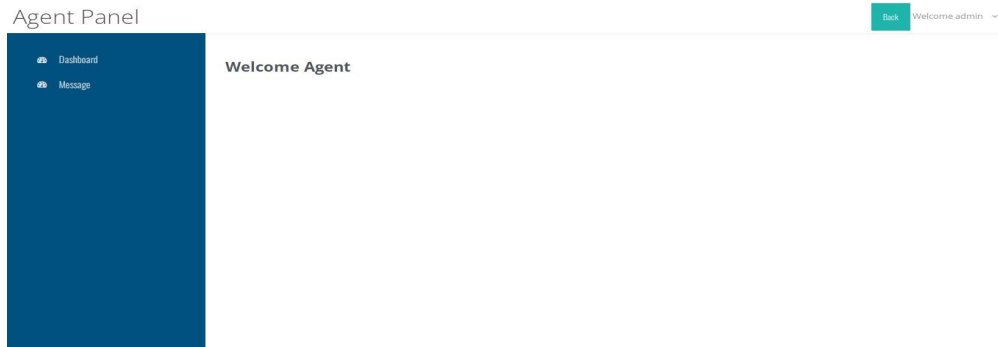 Agent Panel
Back
Welcome admin
Dashboard
Message
Welcome Agent